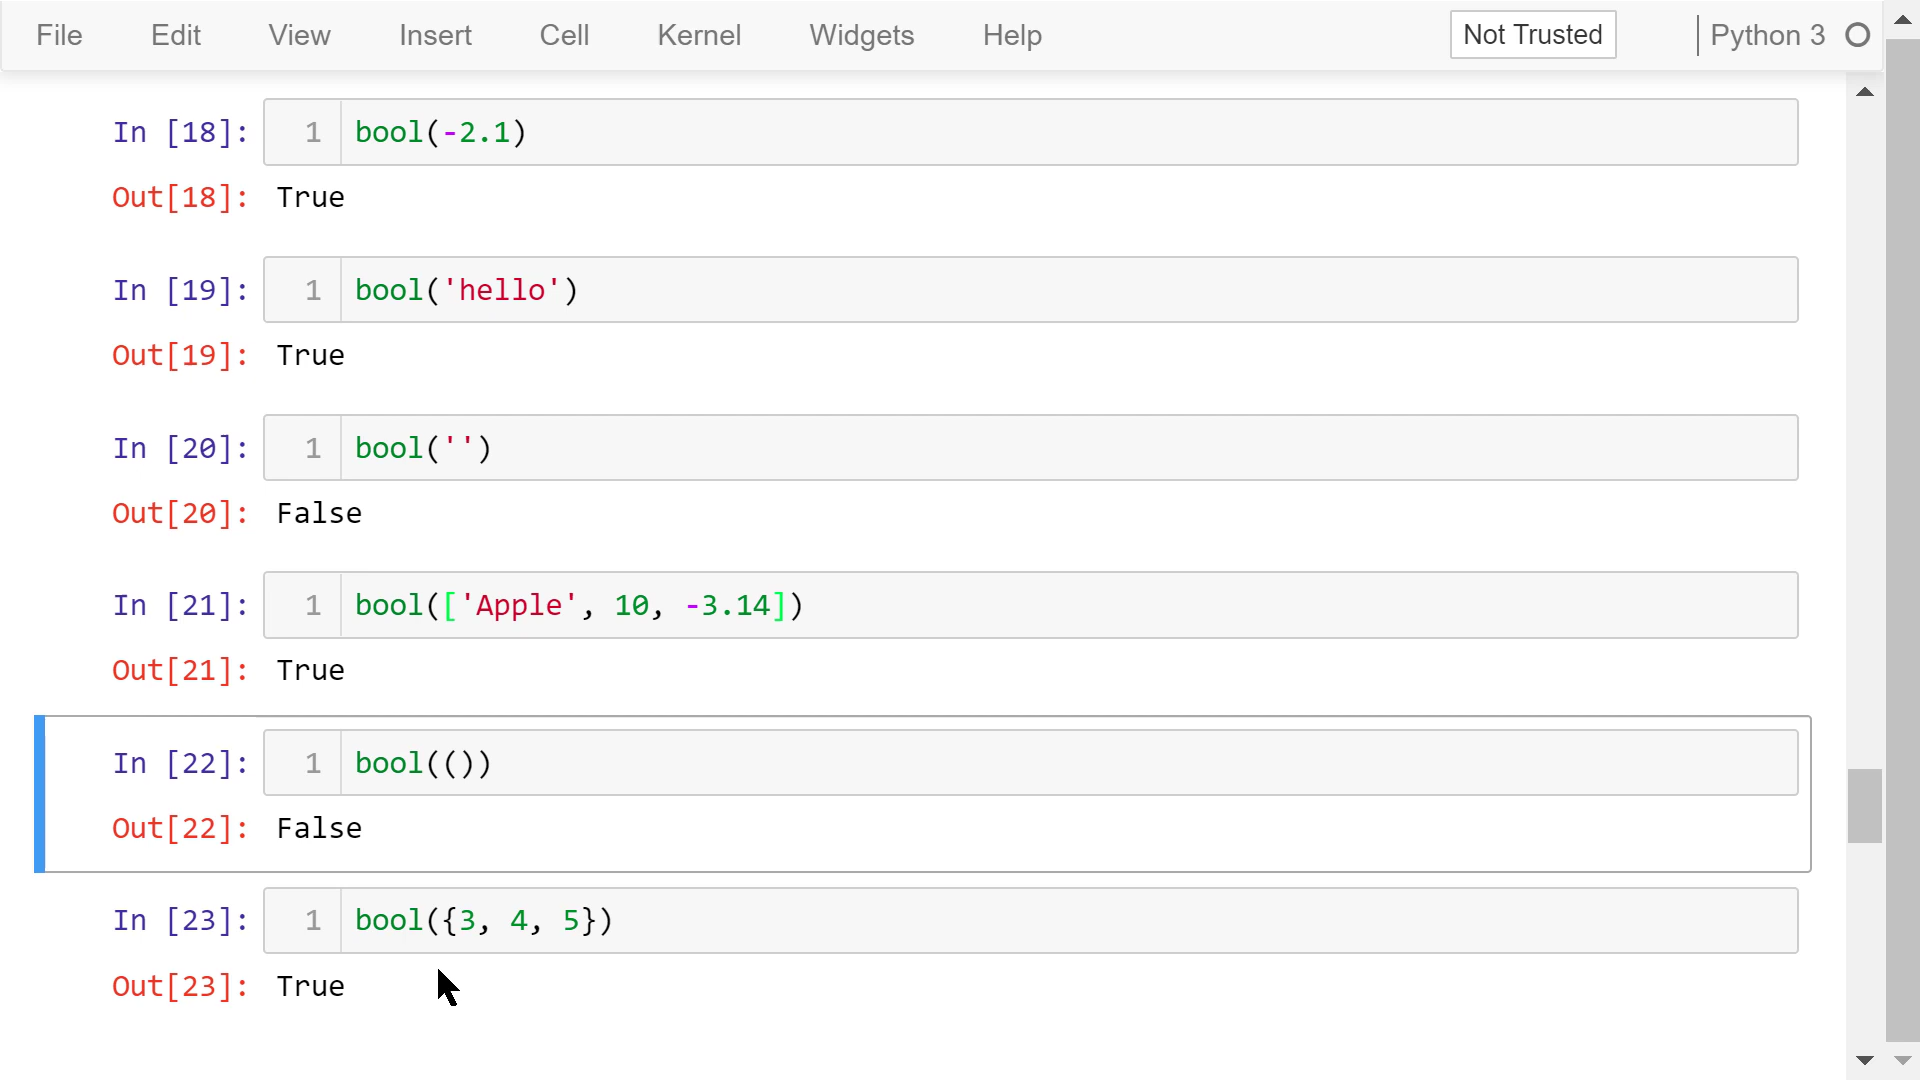 File Edit View Insert Cell Kernel Widgets Help Not Trusted Python 3
In [18]: 1 bool(-2.1)
Out[18]: True
In [19]: 1 bool('hello')
Out[19]: True
In [20]: 1 bool('')
Out[20]: False
In [21]: 1 bool(['Apple', 10, -3.14])
Out[21]: True
In [22]: 1 bool(())
Out[22]: False
In [23]: 1 bool({3, 4, 5})
Out[23]: True